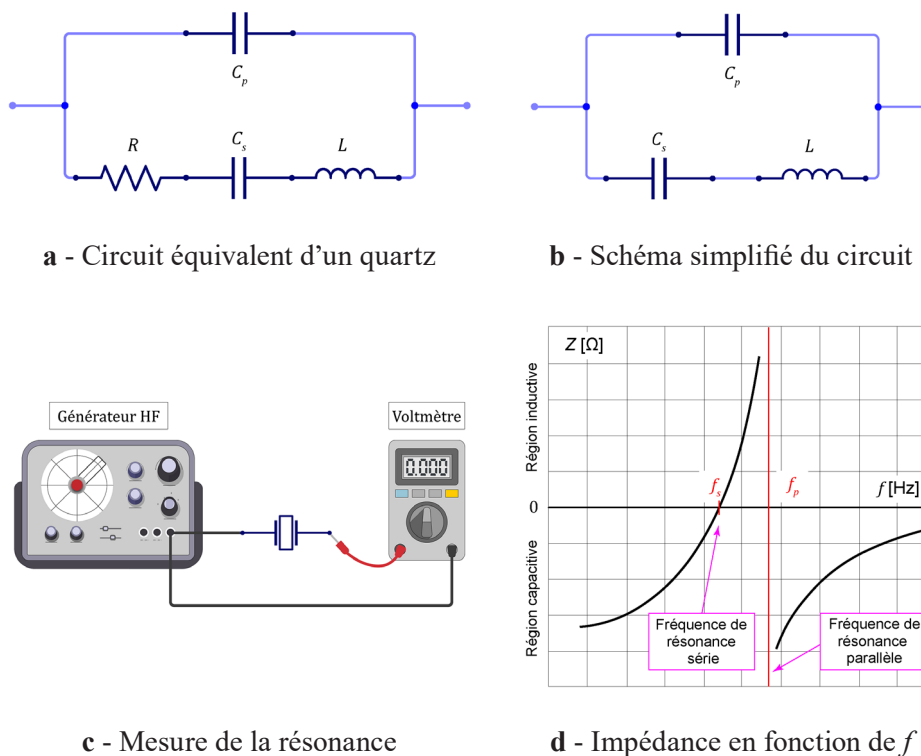 C_p
R
C_s
L
a - Circuit équivalent d’un quartz
C_p
C_s
L
b - Schéma simplifié du circuit
Générateur HF
Voltmètre
0.000
c - Mesure de la résonance
Z [Ω]
Région inductive
f_s
f_p
f [Hz]
0
Région capacitive
Fréquence de
résonance
série
Fréquence de
résonance
parallèle
d - Impédance en fonction de f